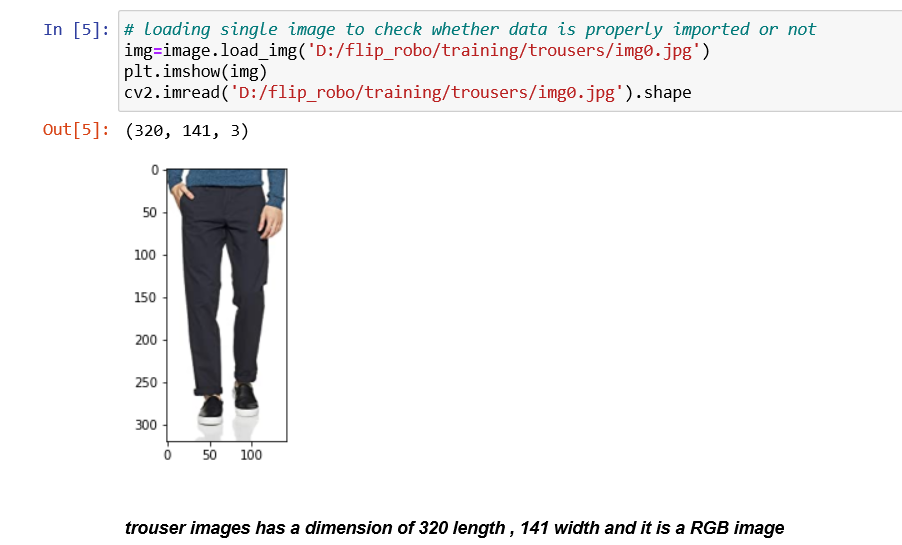 In [5]: # loading single image to check whether data is properly imported or not
img=image.load_img('D:/flip_robo/training/trousers/img0.jpg')
plt.imshow(img)
cv2.imread('D:/flip_robo/training/trousers/img0.jpg').shape
Out[5]: (320, 141, 3)
0
50
100
150
200
250
300
0 50 100
trouser images has a dimension of 320 length , 141 width and it is a RGB image